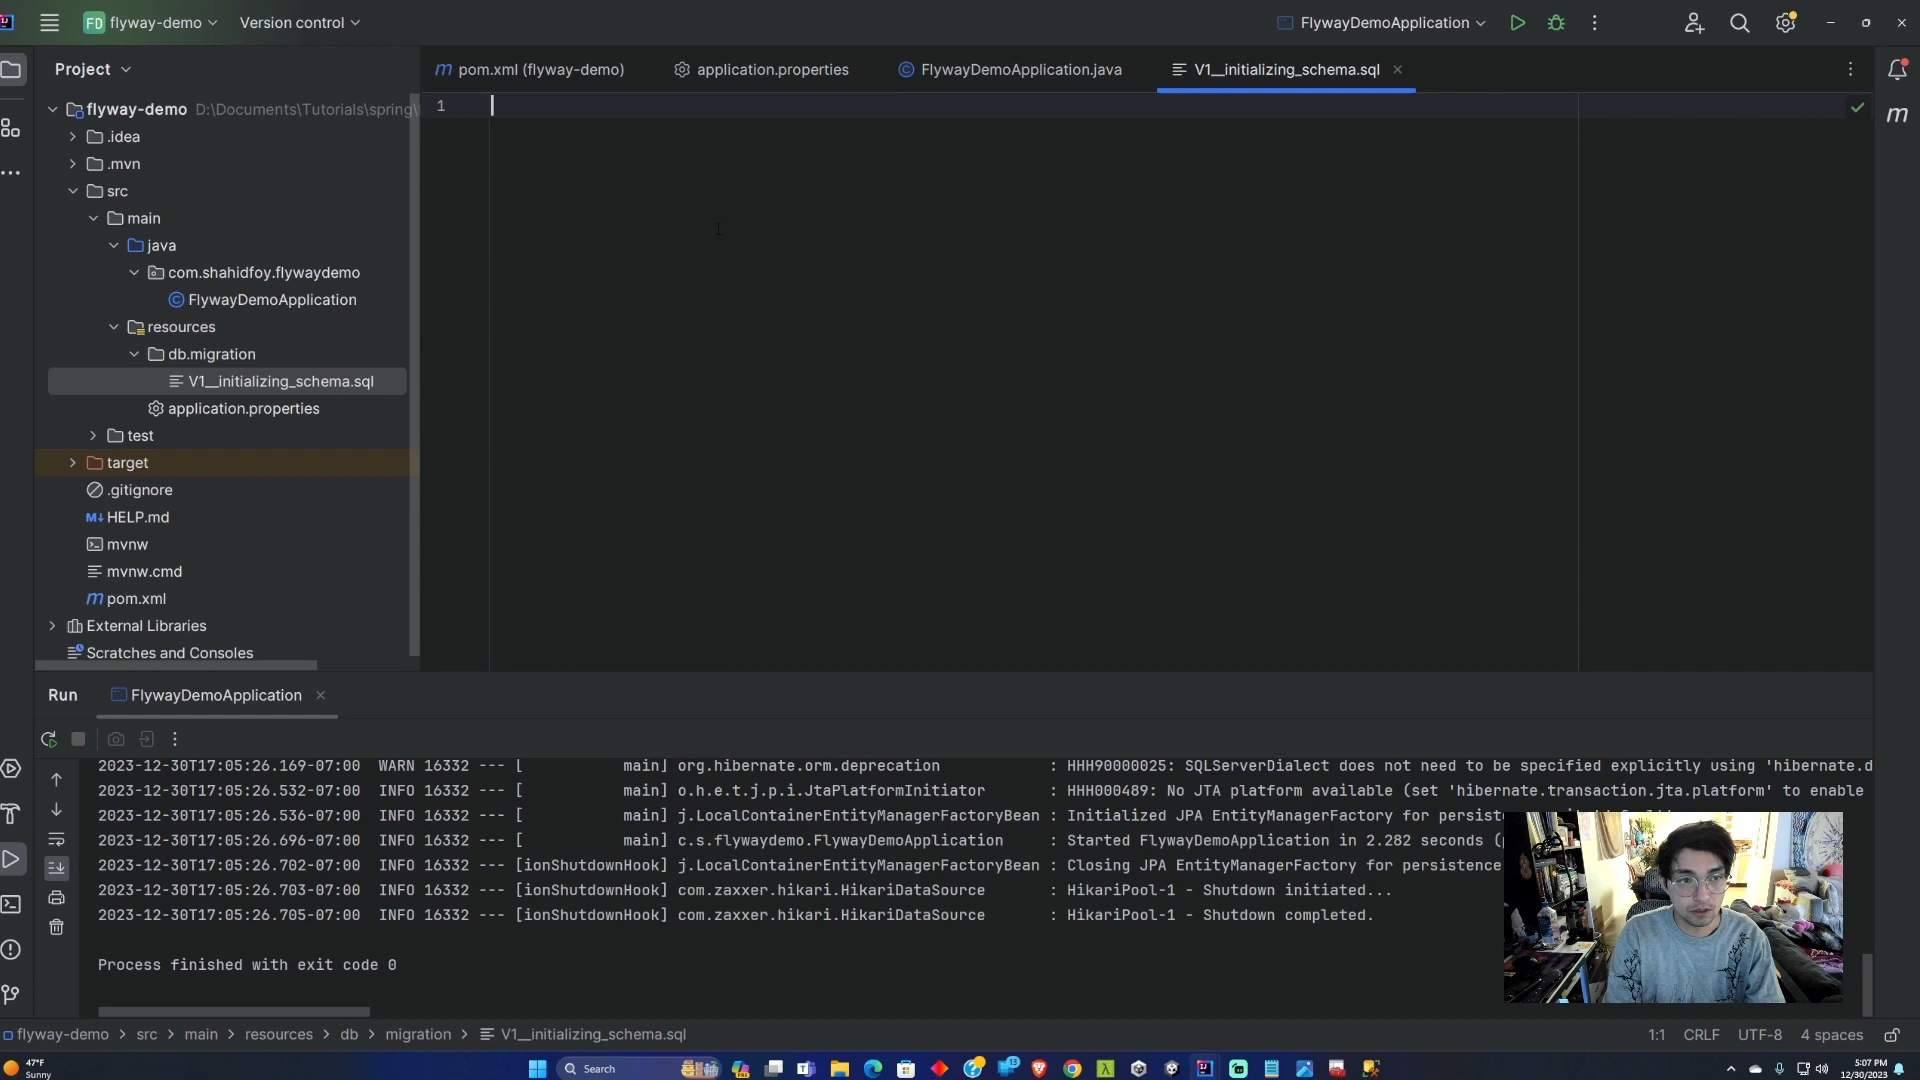 FD flyway-demo
Version control
FlywayDemoApplication
Project
pom.xml (flyway-demo)
application.properties
FlywayDemoApplication.java
V1__initializing_schema.sql
flyway-demo D:\Documents\Tutorials\spring\
.idea
.mvn
src
main
java
com.shahidfoy.flywaydemo
FlywayDemoApplication
resources
db.migration
V1__initializing_schema.sql
application.properties
test
target
.gitignore
HELP.md
mvnw
mvnw.cmd
pom.xml
External Libraries
Scratches and Consoles
1
Run
FlywayDemoApplication
2023-12-30T17:05:26.169-07:00 WARN 16332 --- [ main] org.hibernate.orm.deprecation : HHH90000025: SQLServerDialect does not need to be specified explicitly using 'hibernate.d
2023-12-30T17:05:26.532-07:00 INFO 16332 --- [ main] o.h.e.t.j.p.i.JtaPlatformInitiator : HHH000489: No JTA platform available (set 'hibernate.transaction.jta.platform' to enable
2023-12-30T17:05:26.536-07:00 INFO 16332 --- [ main] j.LocalContainerEntityManagerFactoryBean : Initialized JPA EntityManagerFactory for
2023-12-30T17:05:26.696-07:00 INFO 16332 --- [ main] c.s.flywaydemo.FlywayDemoApplication : Started FlywayDemoApplication in 2.282 seconds
2023-12-30T17:05:26.702-07:00 INFO 16332 --- [ionShutdownHook] j.LocalContainerEntityManagerFactoryBean : Closing JPA EntityManagerFactory for persistence
2023-12-30T17:05:26.703-07:00 INFO 16332 --- [ionShutdownHook] com.zaxxer.hikari.HikariDataSource : HikariPool-1 - Shutdown initiated...
2023-12-30T17:05:26.705-07:00 INFO 16332 --- [ionShutdownHook] com.zaxxer.hikari.HikariDataSource : HikariPool-1 - Shutdown completed.
Process finished with exit code 0
flyway-demo > src > main > resources > db > migration > V1__initializing_schema.sql
1:1 CRLF UTF-8 4 spaces
47°F
Sunny
Search
13
5:07 PM
12/30/2023